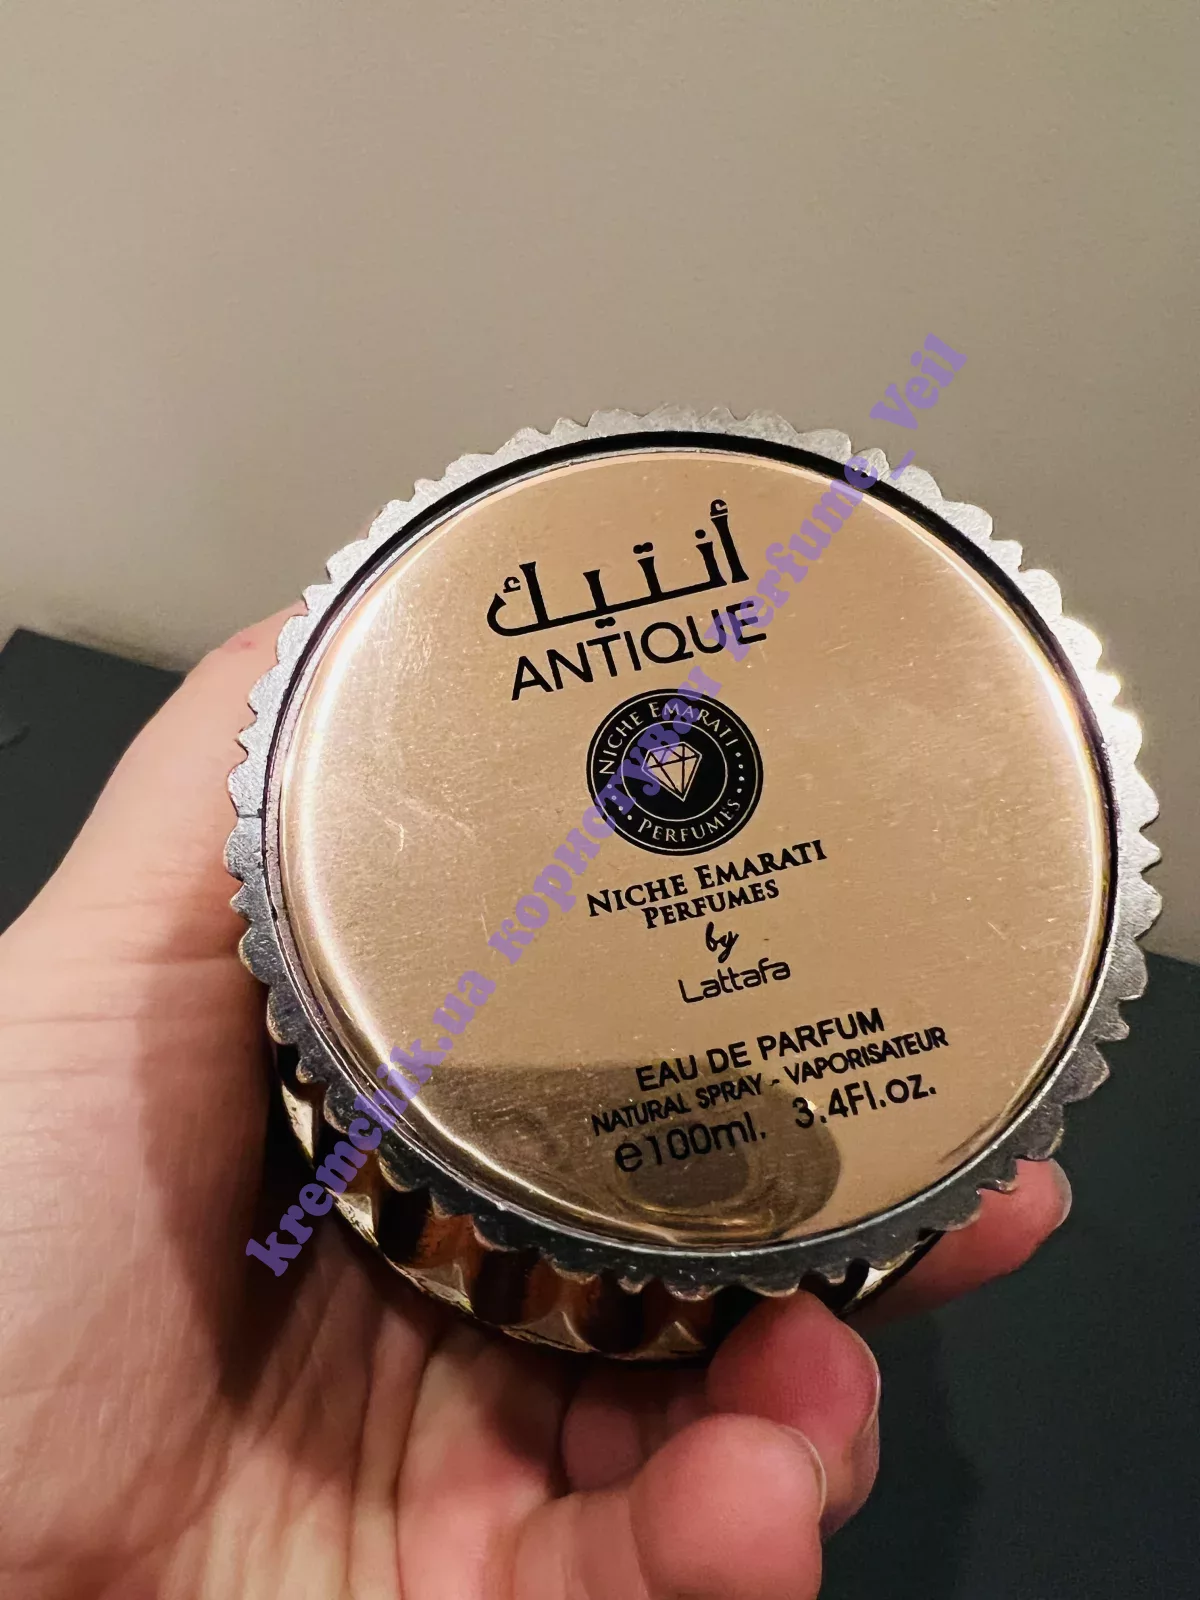 أنتيك
ANTIQUE
NICHE EMARATI
PERFUMES
NICHE EMARATI
PERFUMES
by
Lattafa
EAU DE PARFUM
NATURAL SPRAY - VAPORISATEUR
e100ml. 3.4Fl.oz.
kremchik.ua користувач Perfume_Veil